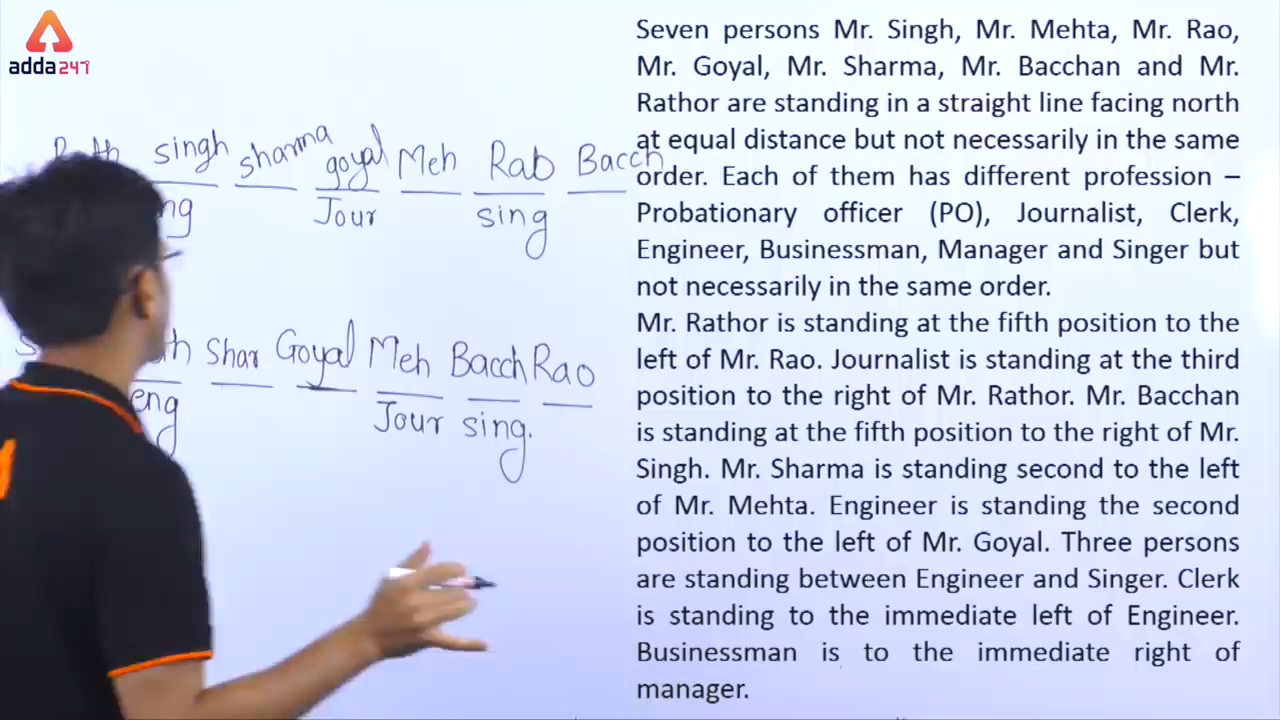 adda247
Seven persons Mr. Singh, Mr. Mehta, Mr. Rao,
Mr. Goyal, Mr. Sharma, Mr. Bacchan and Mr.
Rathor are standing in a straight line facing north
at equal distance but not necessarily in the same
order. Each of them has different profession –
Probationary officer (PO), Journalist, Clerk,
Engineer, Businessman, Manager and Singer but
not necessarily in the same order.
Mr. Rathor is standing at the fifth position to the
left of Mr. Rao. Journalist is standing at the third
position to the right of Mr. Rathor. Mr. Bacchan
is standing at the fifth position to the right of Mr.
Singh. Mr. Sharma is standing second to the left
of Mr. Mehta. Engineer is standing the second
position to the left of Mr. Goyal. Three persons
are standing between Engineer and Singer. Clerk
is standing to the immediate left of Engineer.
Businessman is to the immediate right of
manager.
singh sharma goyal Meh Rao Bacch
Jour sing
Shar Goyal Meh Bacch Rao
eng Jour sing.